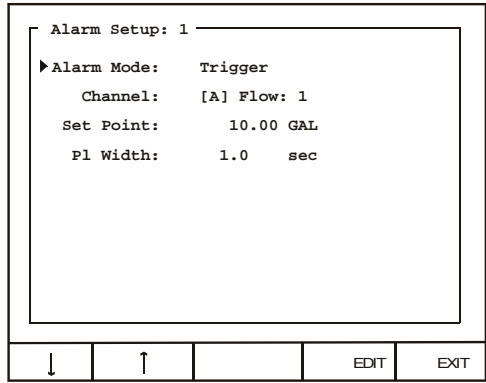 Alarm Setup: 1
Alarm Mode: Trigger
Channel: [A] Flow: 1
Set Point: 10.00 GAL
Pl Width: 1.0 sec
↓ ↑ EDIT EXIT